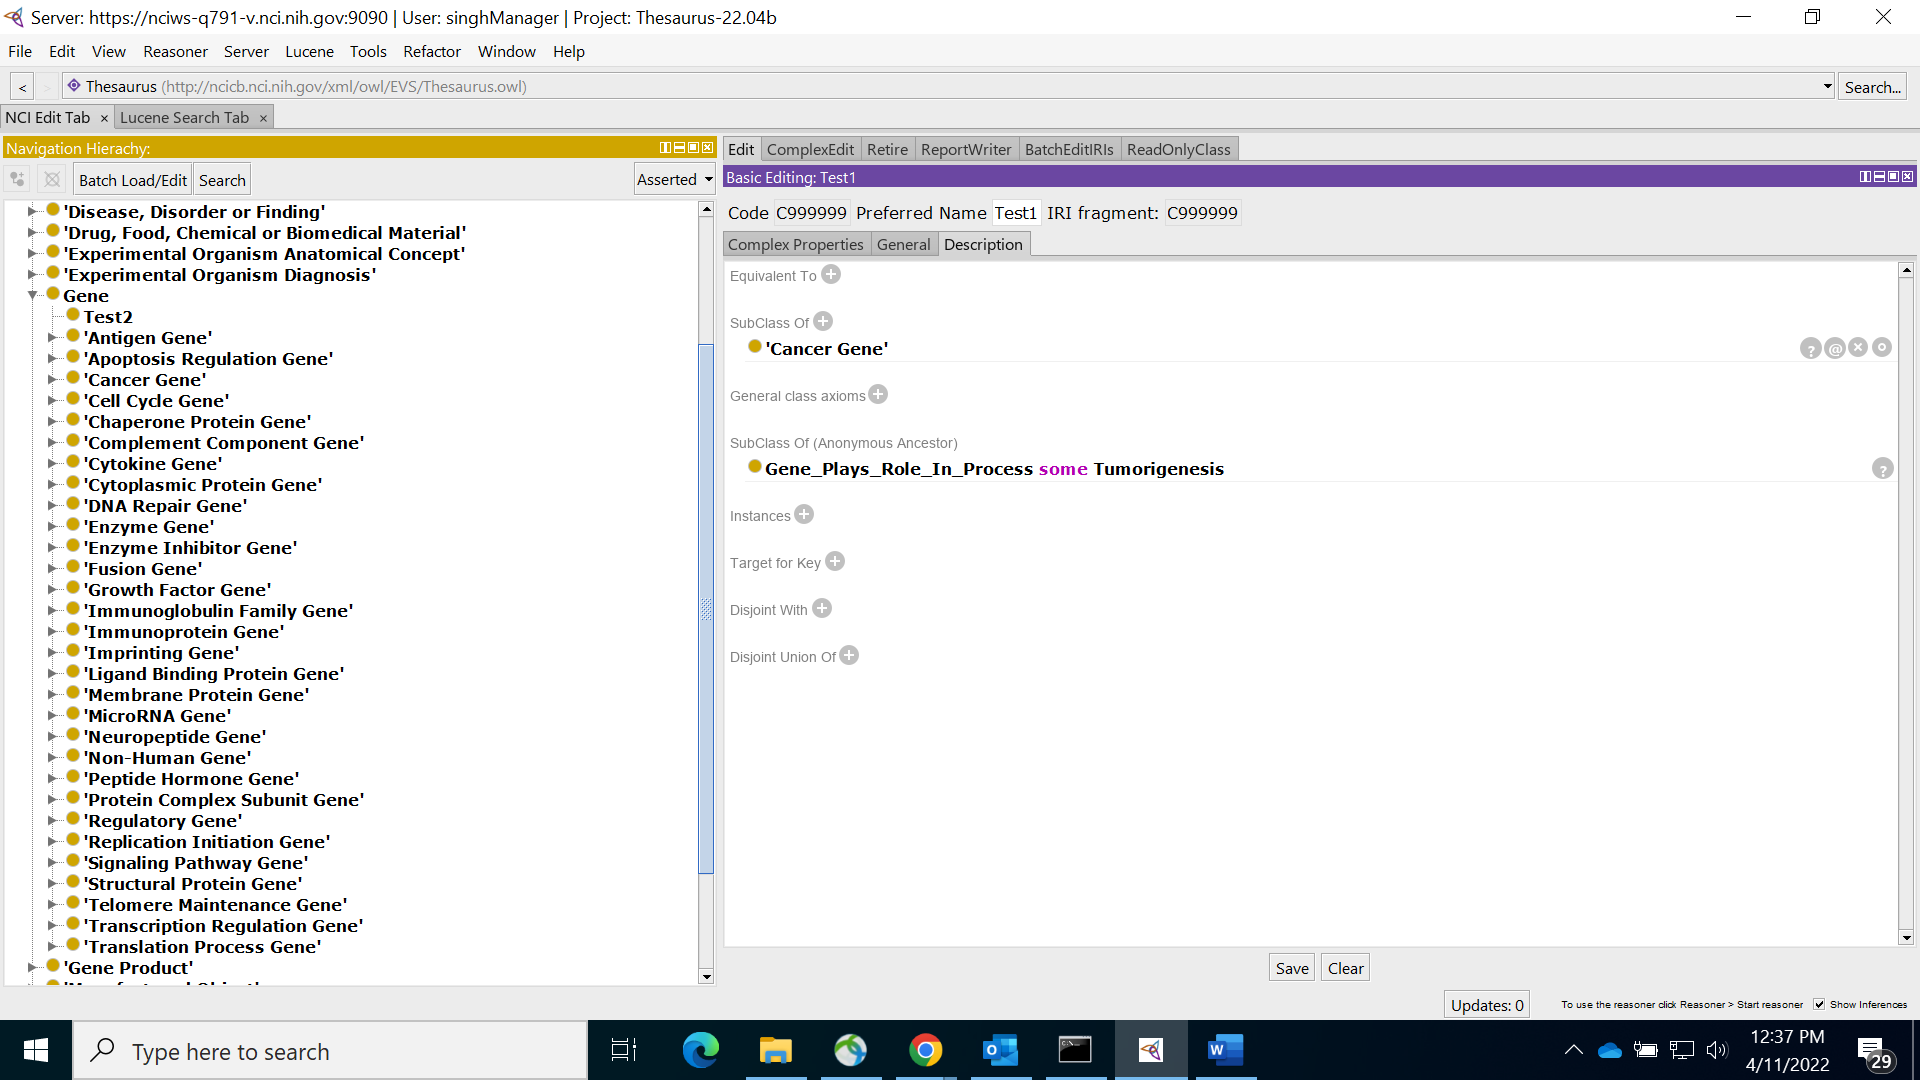 Server: https://nciws-q791-v.nci.nih.gov:9090 | User: singhManager | Project: Thesaurus-22.04b
File Edit View Reasoner Server Lucene Tools Refactor Window Help
< > Thesaurus (http://ncicb.nci.nih.gov/xml/owl/EVS/Thesaurus.owl) Search...
NCI Edit Tab × Lucene Search Tab ×
Navigation Hierachy:
Batch Load/Edit Search Asserted
'Disease, Disorder or Finding'
'Drug, Food, Chemical or Biomedical Material'
'Experimental Organism Anatomical Concept'
'Experimental Organism Diagnosis'
Gene
Test2
'Antigen Gene'
'Apoptosis Regulation Gene'
'Cancer Gene'
'Cell Cycle Gene'
'Chaperone Protein Gene'
'Complement Component Gene'
'Cytokine Gene'
'Cytoplasmic Protein Gene'
'DNA Repair Gene'
'Enzyme Gene'
'Enzyme Inhibitor Gene'
'Fusion Gene'
'Growth Factor Gene'
'Immunoglobulin Family Gene'
'Immunoprotein Gene'
'Imprinting Gene'
'Ligand Binding Protein Gene'
'Membrane Protein Gene'
'MicroRNA Gene'
'Neuropeptide Gene'
'Non-Human Gene'
'Peptide Hormone Gene'
'Protein Complex Subunit Gene'
'Regulatory Gene'
'Replication Initiation Gene'
'Signaling Pathway Gene'
'Structural Protein Gene'
'Telomere Maintenance Gene'
'Transcription Regulation Gene'
'Translation Process Gene'
'Gene Product'
Edit ComplexEdit Retire ReportWriter BatchEditIRIs ReadOnlyClass
Basic Editing: Test1
Code C999999 Preferred Name Test1 IRI fragment: C999999
Complex Properties General Description
Equivalent To
SubClass Of
'Cancer Gene'
General class axioms
SubClass Of (Anonymous Ancestor)
Gene_Plays_Role_In_Process some Tumorigenesis
Instances
Target for Key
Disjoint With
Disjoint Union Of
Save Clear
Updates: 0 To use the reasoner click Reasoner > Start reasoner Show Inferences
Type here to search
12:37 PM
4/11/2022
29